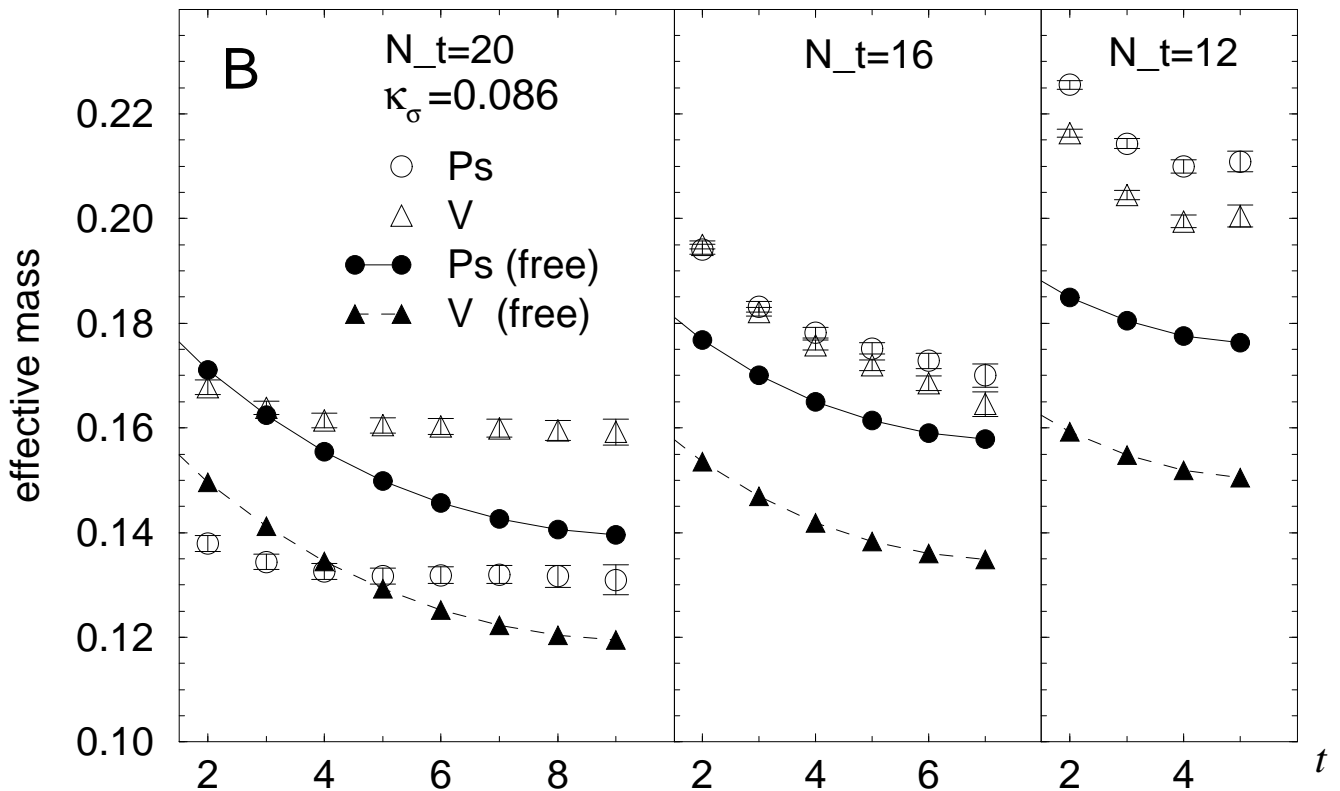 B
N_t=20
κσ=0.086
Ps
V
Ps (free)
V (free)
N_t=16
N_t=12
effective mass
0.22
0.20
0.18
0.16
0.14
0.12
0.10
2 4 6 8 2 4 6 2 4 t